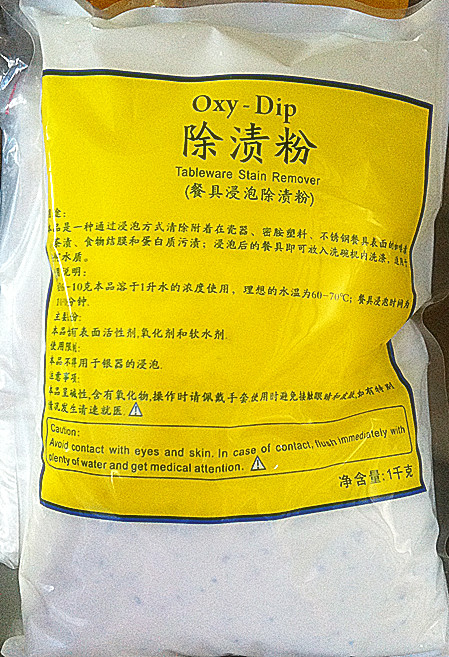 Oxy-Dip
除渍粉
Tableware Stain Remover
(餐具浸泡除渍粉)
途:
本品是一种通过浸泡方式清除附着在瓷器、密胺塑料、不锈钢餐具表面的
茶渍、食物结膜和蛋白质污渍；浸泡后的餐具即可放入洗碗机内洗涤，
水质。
说明:
-10克本品溶于1升水的浓度使用，理想的水温为60-70℃；餐具浸泡时间为
分钟。
主要成份:
本品含有表面活性剂,氧化剂和软水剂.
使用限制:
本品不得用于银器的浸泡.
注意事项:
本品呈碱性,含有氧化物,操作时请佩戴手套使用时避免接触眼睛和皮肤,如有特别
情况发生请速就医.
Caution:
Avoid contact with eyes and skin. In case of contact, flush immediately with
plenty of water and get medical attention.
净含量:1千克